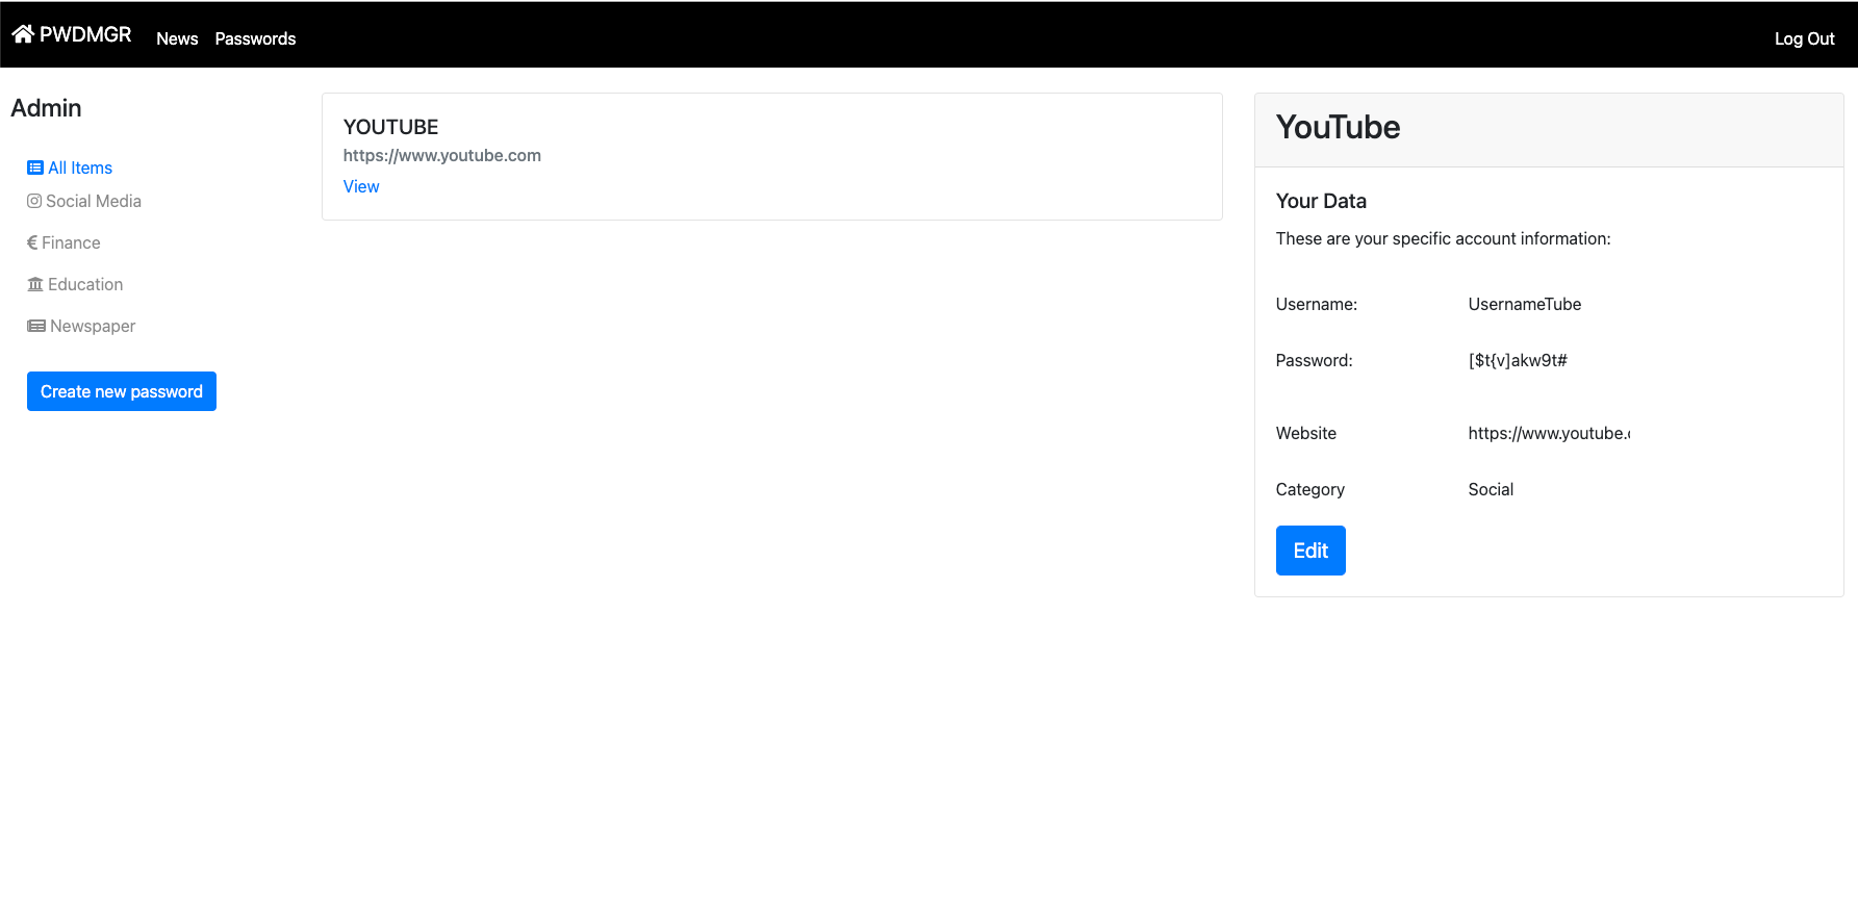 PWDMGR News Passwords Log Out
Admin
All Items
Social Media
Finance
Education
Newspaper
Create new password
YOUTUBE
https://www.youtube.com
View
YouTube
Your Data
These are your specific account information:
Username: UsernameTube
Password: [$t{v]akw9t#
Website https://www.youtube.
Category Social
Edit